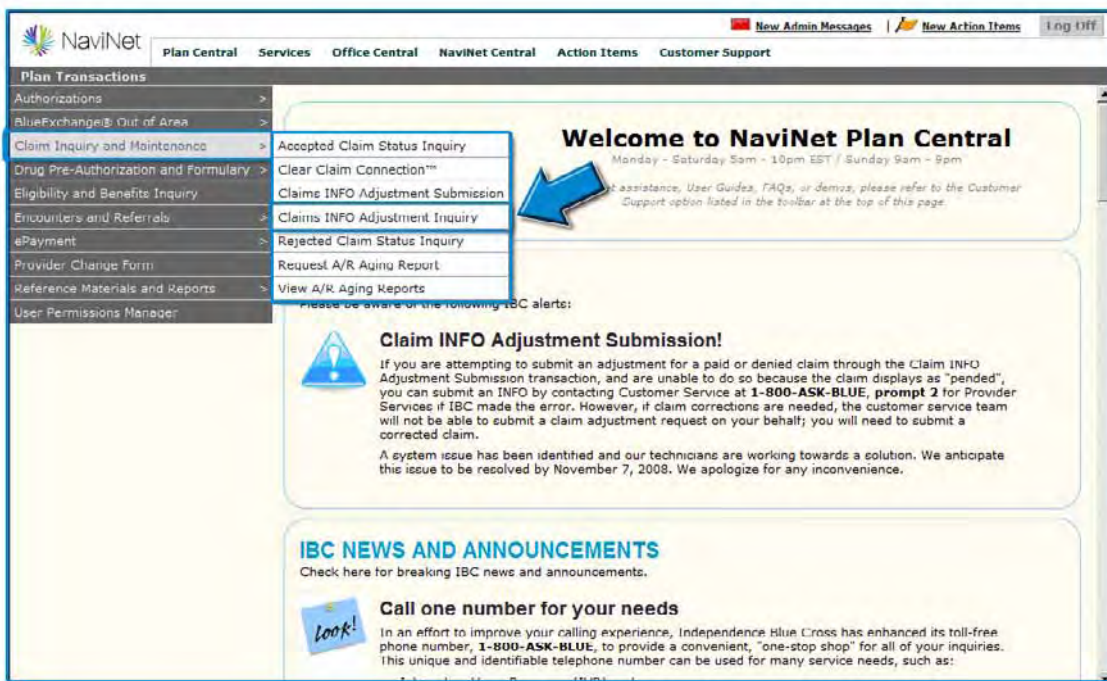 New Admin Messages | New Action Items Log Off
NaviNet
Plan Central Services Office Central NaviNet Central Action Items Customer Support
Plan Transactions
Authorizations >
BlueExchange® Out of Area >
Claim Inquiry and Maintenance >
Drug Pre-Authorization and Formulary >
Eligibility and Benefits Inquiry
Encounters and Referrals >
ePayment >
Provider Change Form
Reference Materials and Reports >
User Permissions Manager
Accepted Claim Status Inquiry
Clear Claim Connection™
Claims INFO Adjustment Submission
Claims INFO Adjustment Inquiry
Rejected Claim Status Inquiry
Request A/R Aging Report
View A/R Aging Reports
Welcome to NaviNet Plan Central
Monday - Saturday 5am - 10pm EST / Sunday 9am - 9pm
assistance, User Guides, FAQs, or demos, please refer to the Customer
Support option listed in the toolbar at the top of this page.
Please be aware of the following IBC alerts:
Claim INFO Adjustment Submission!
If you are attempting to submit an adjustment for a paid or denied claim through the Claim INFO
Adjustment Submission transaction, and are unable to do so because the claim displays as "pended",
you can submit an INFO by contacting Customer Service at 1-800-ASK-BLUE, prompt 2 for Provider
Services if IBC made the error. However, if claim corrections are needed, the customer service team
will not be able to submit a claim adjustment request on your behalf; you will need to submit a
corrected claim.
A system issue has been identified and our technicians are working towards a solution. We anticipate
this issue to be resolved by November 7, 2008. We apologize for any inconvenience.
IBC NEWS AND ANNOUNCEMENTS
Check here for breaking IBC news and announcements.
Look!
Call one number for your needs
In an effort to improve your calling experience, Independence Blue Cross has enhanced its toll-free
phone number, 1-800-ASK-BLUE, to provide a convenient, "one-stop shop" for all of your inquiries.
This unique and identifiable telephone number can be used for many service needs, such as: